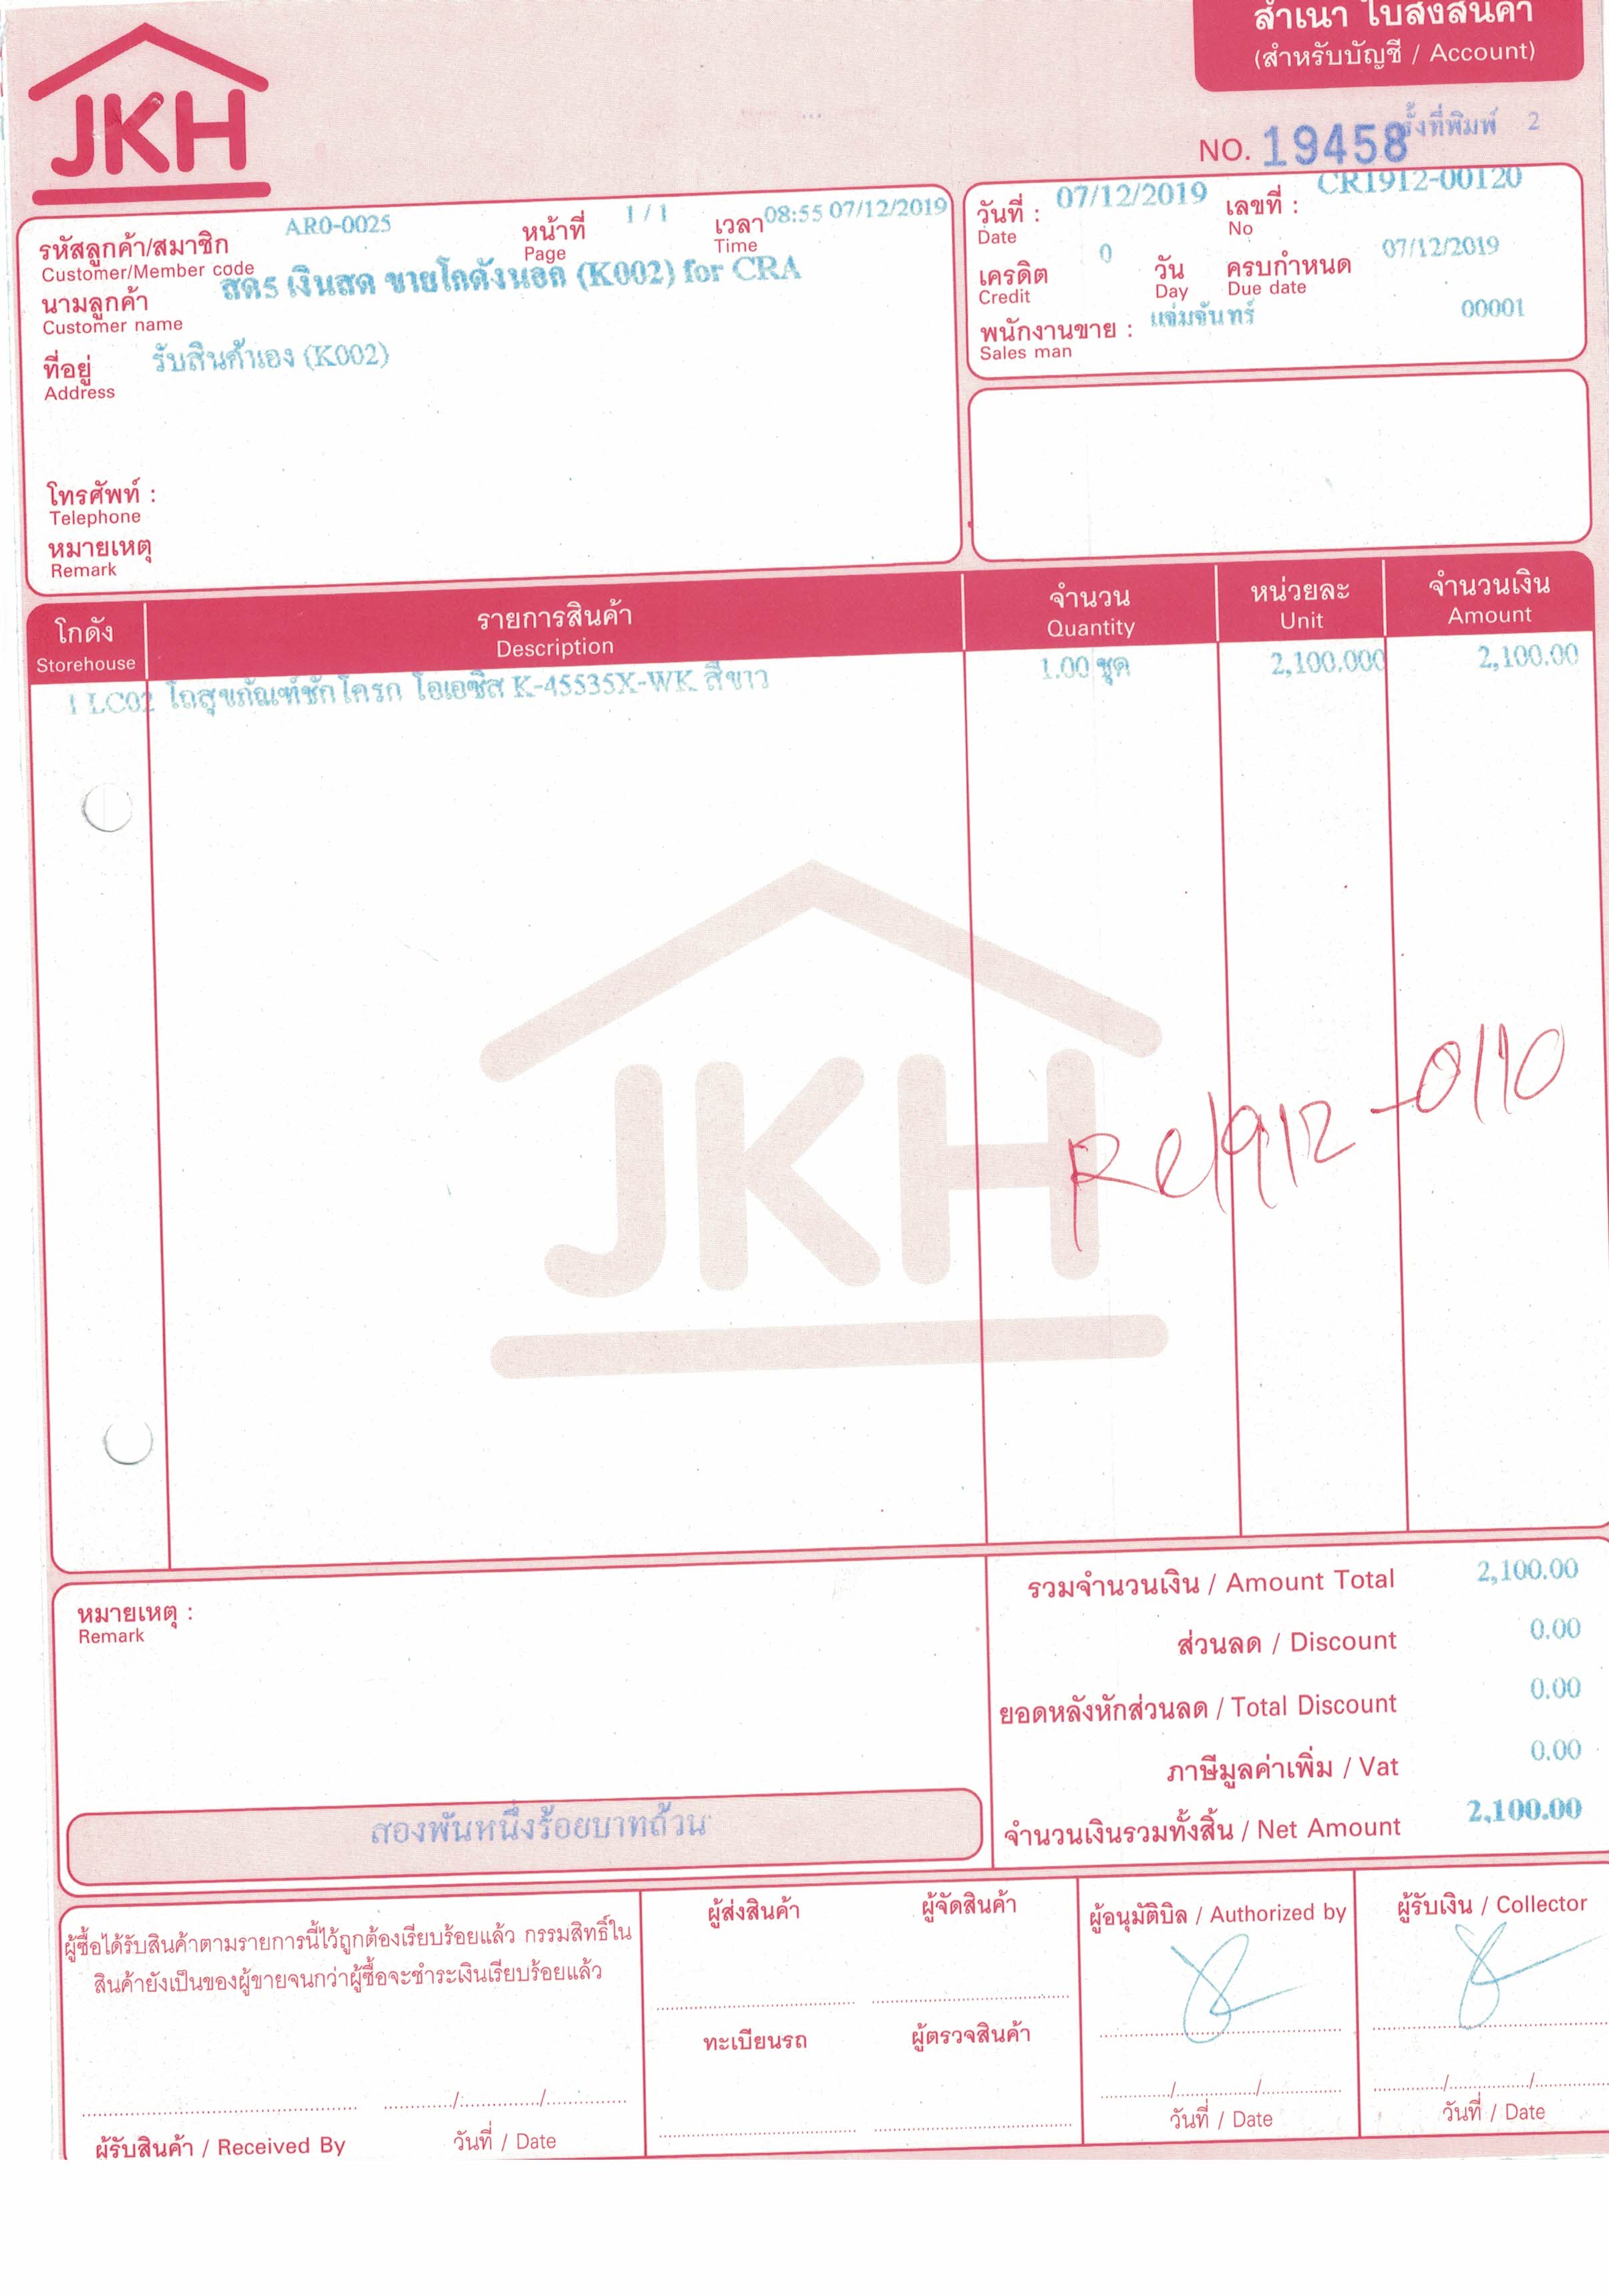 สำเนา ใบส่งสินค้า
(สำหรับบัญชี / Account)
JKH
ครั้งที่พิมพ์ 2
NO. 19458
รหัสลูกค้า/สมาชิก AR0-0025 หน้าที่ 1 / 1 เวลา 08:55 07/12/2019
Customer/Member code Page Time
นามลูกค้า สด5 เงินสด ขายโกดังนอก (K002) for CRA
Customer name
ที่อยู่ รับสินค้าเอง (K002)
Address
โทรศัพท์ :
Telephone
หมายเหตุ
Remark
วันที่ : 07/12/2019 เลขที่ : CR1912-00120
Date No
เครดิต 0 วัน ครบกำหนด 07/12/2019
Credit Day Due date
พนักงานขาย : แจ่มจันทร์ 00001
Sales man
โกดัง รายการสินค้า จำนวน หน่วยละ จำนวนเงิน
Storehouse Description Quantity Unit Amount
1 LC02 โถสุขภัณฑ์ชักโครก โอเอซิส K-45535X-WK สีขาว 1.00 ชุด 2,100.000 2,100.00
JKH
Re1912-0110
รวมจำนวนเงิน / Amount Total 2,100.00
หมายเหตุ :
Remark
ส่วนลด / Discount 0.00
ยอดหลังหักส่วนลด / Total Discount 0.00
ภาษีมูลค่าเพิ่ม / Vat 0.00
สองพันหนึ่งร้อยบาทถ้วน
จำนวนเงินรวมทั้งสิ้น / Net Amount 2,100.00
ผู้ซื้อได้รับสินค้าตามรายการนี้ไว้ถูกต้องเรียบร้อยแล้ว กรรมสิทธิ์ใน
สินค้ายังเป็นของผู้ขายจนกว่าผู้ซื้อจะชำระเงินเรียบร้อยแล้ว
ผู้รับสินค้า / Received By วันที่ / Date
ผู้ส่งสินค้า ผู้จัดสินค้า
ทะเบียนรถ ผู้ตรวจสินค้า
ผู้อนุมัติบิล / Authorized by
วันที่ / Date
ผู้รับเงิน / Collector
วันที่ / Date